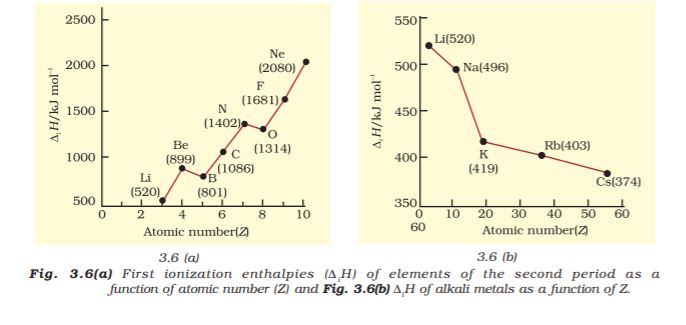 2500
2000
1500
1000
500
Δᵢ H/kJ mol⁻¹
Ne
(2080)
F
(1681)
N
(1402)
O
(1314)
Be
(899)
C
(1086)
Li
(520)
B
(801)
0 2 4 6 8 10
Atomic number(Z)
3.6 (a)
550
500
450
400
350
Δᵢ H/kJ mol⁻¹
Li(520)
Na(496)
K
(419)
Rb(403)
Cs(374)
0 10 20 30 40 50 60
60
Atomic number(Z)
3.6 (b)
Fig. 3.6(a) First ionization enthalpies (ΔᵢH) of elements of the second period as a
function of atomic number (Z) and Fig. 3.6(b) ΔᵢH of alkali metals as a function of Z.